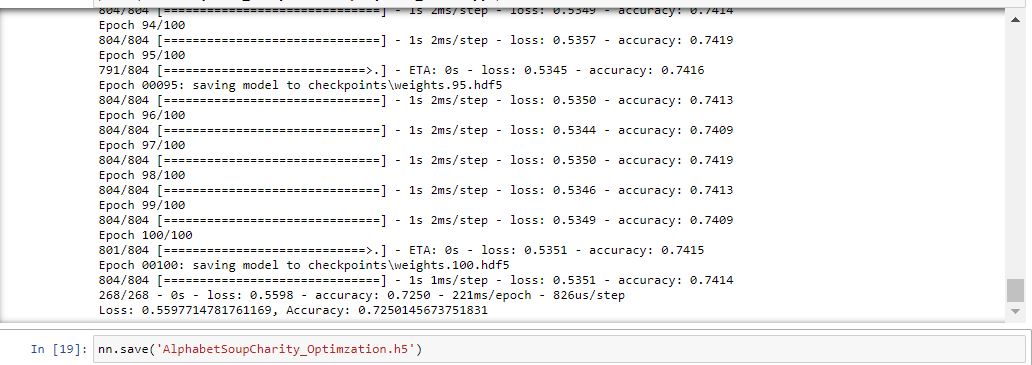 804/804 [==============================] - 1s 2ms/step - loss: 0.5349 - accuracy: 0.7414
Epoch 94/100
804/804 [==============================] - 1s 2ms/step - loss: 0.5357 - accuracy: 0.7419
Epoch 95/100
791/804 [============================>.] - ETA: 0s - loss: 0.5345 - accuracy: 0.7416
Epoch 00095: saving model to checkpoints\weights.95.hdf5
804/804 [==============================] - 1s 2ms/step - loss: 0.5350 - accuracy: 0.7413
Epoch 96/100
804/804 [==============================] - 1s 2ms/step - loss: 0.5344 - accuracy: 0.7409
Epoch 97/100
804/804 [==============================] - 1s 2ms/step - loss: 0.5350 - accuracy: 0.7419
Epoch 98/100
804/804 [==============================] - 1s 2ms/step - loss: 0.5346 - accuracy: 0.7413
Epoch 99/100
804/804 [==============================] - 1s 2ms/step - loss: 0.5349 - accuracy: 0.7409
Epoch 100/100
801/804 [============================>.] - ETA: 0s - loss: 0.5351 - accuracy: 0.7415
Epoch 00100: saving model to checkpoints\weights.100.hdf5
804/804 [==============================] - 1s 1ms/step - loss: 0.5351 - accuracy: 0.7414
268/268 - 0s - loss: 0.5598 - accuracy: 0.7250 - 221ms/epoch - 826us/step
Loss: 0.5597714781761169, Accuracy: 0.7250145673751831
In [19]: nn.save('AlphabetSoupCharity_Optimzation.h5')